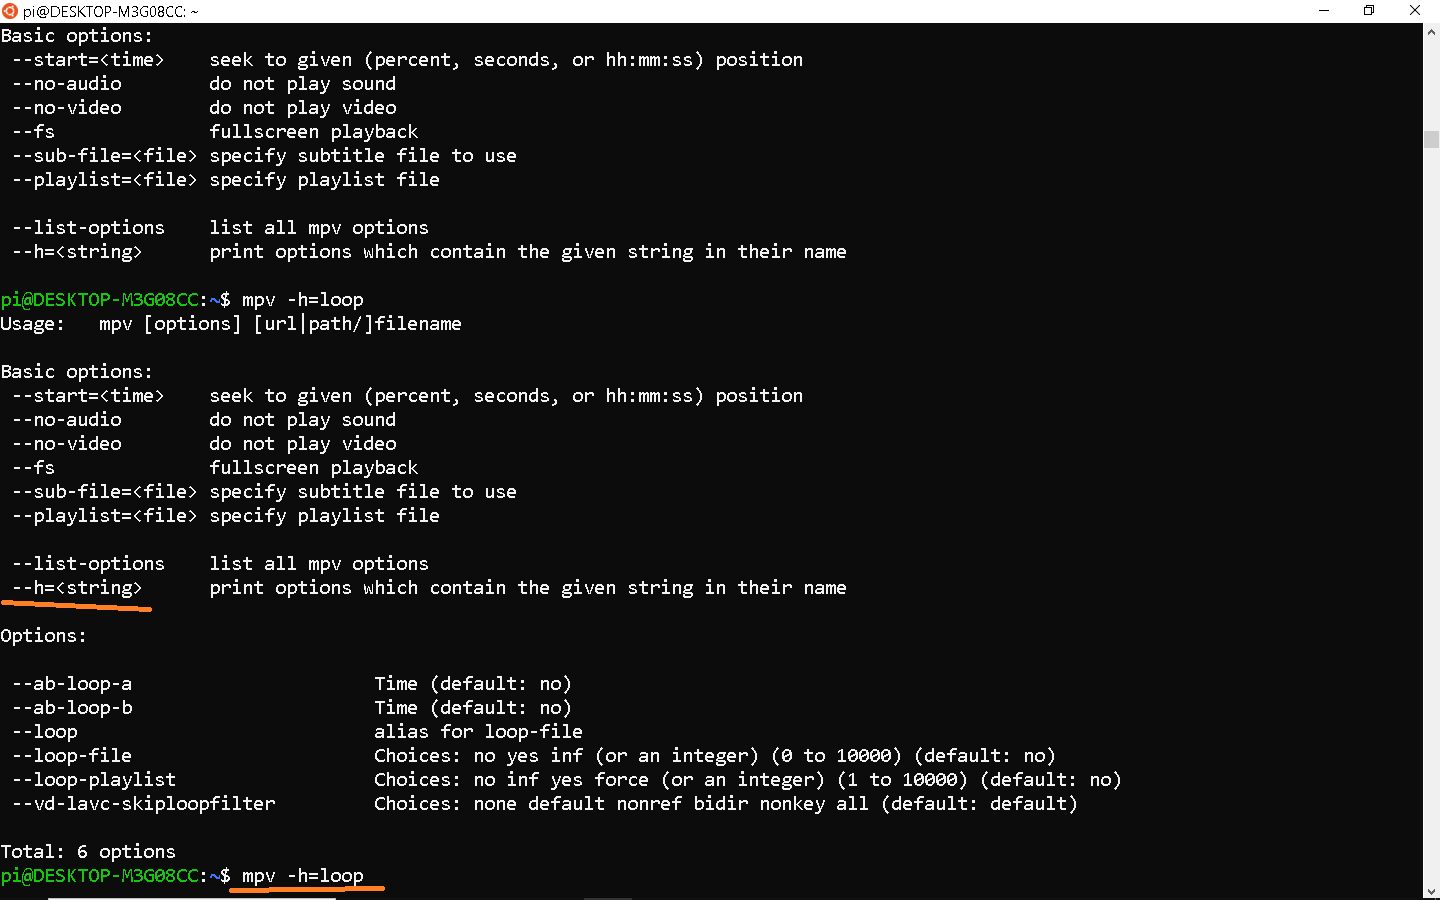 pi@DESKTOP-M3G08CC: ~
Basic options:
--start=<time> seek to given (percent, seconds, or hh:mm:ss) position
--no-audio do not play sound
--no-video do not play video
--fs fullscreen playback
--sub-file=<file> specify subtitle file to use
--playlist=<file> specify playlist file
--list-options list all mpv options
--h=<string> print options which contain the given string in their name
pi@DESKTOP-M3G08CC:~$ mpv -h=loop
Usage: mpv [options] [url|path/]filename
Basic options:
--start=<time> seek to given (percent, seconds, or hh:mm:ss) position
--no-audio do not play sound
--no-video do not play video
--fs fullscreen playback
--sub-file=<file> specify subtitle file to use
--playlist=<file> specify playlist file
--list-options list all mpv options
--h=<string> print options which contain the given string in their name
Options:
--ab-loop-a Time (default: no)
--ab-loop-b Time (default: no)
--loop alias for loop-file
--loop-file Choices: no yes inf (or an integer) (0 to 10000) (default: no)
--loop-playlist Choices: no inf yes force (or an integer) (1 to 10000) (default: no)
--vd-lavc-skiploopfilter Choices: none default nonref bidir nonkey all (default: default)
Total: 6 options
pi@DESKTOP-M3G08CC:~$ mpv -h=loop